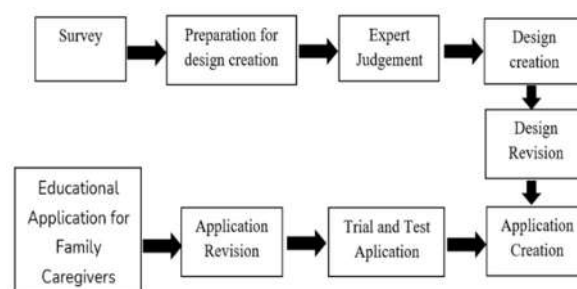 Survey
Preparation for
design creation
Expert
Judgement
Design
creation
Design
Revision
Educational
Application for
Family
Caregivers
Application
Revision
Trial and Test
Aplication
Application
Creation